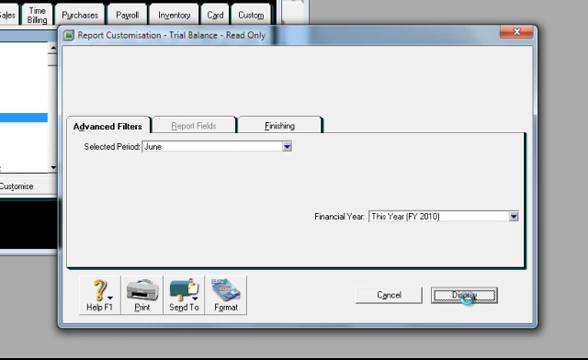 Sales Time Billing Purchases Payroll Inventory Card Custom
Report Customisation - Trial Balance - Read Only
Advanced Filters Report Fields Finishing
Selected Period: June
Customise
Financial Year: This Year (FY 2010)
Help F1 Print Send To Format Cancel Display